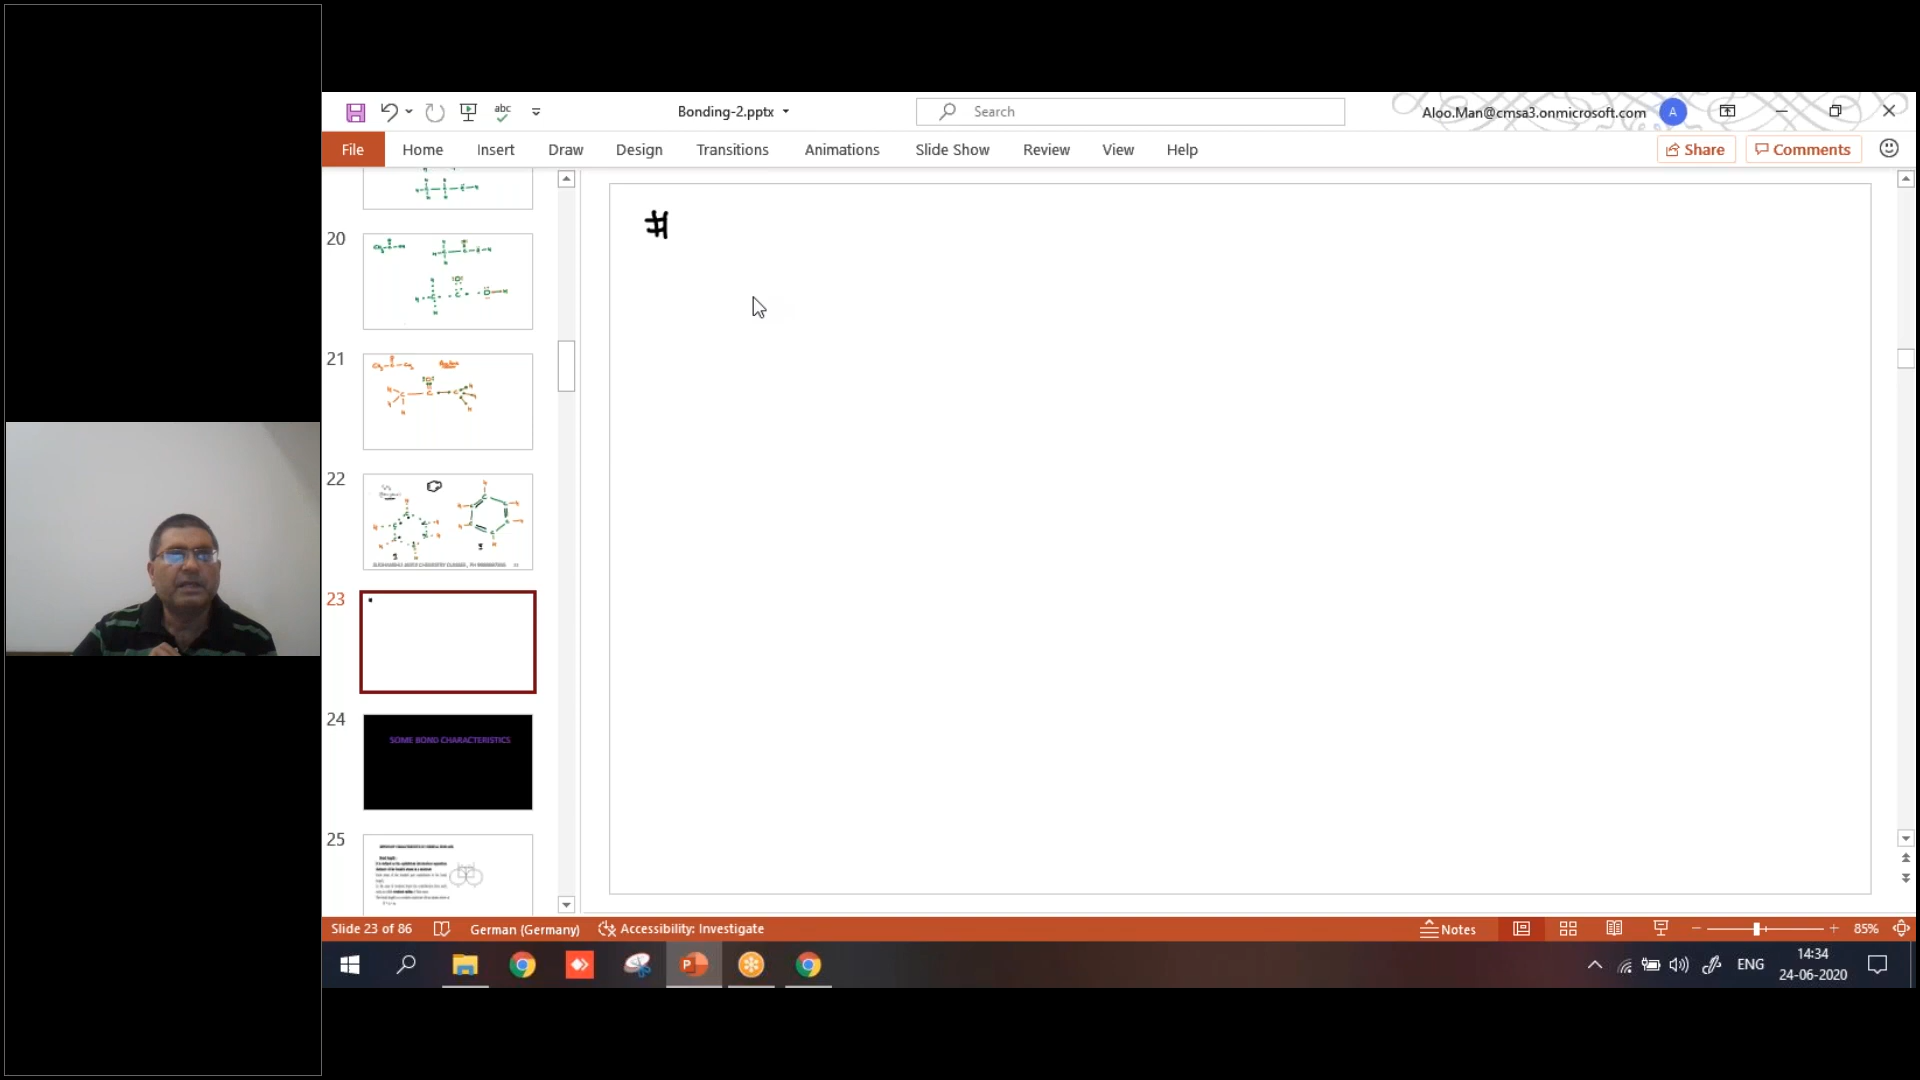 abc
Bonding-2.pptx
Search
Aloo.Man@cmsa3.onmicrosoft.com
A
File
Home
Insert
Draw
Design
Transitions
Animations
Slide Show
Review
View
Help
Share
Comments
#
20
21
22
23
24
SOME BOND CHARACTERISTICS
25
Slide 23 of 86
German (Germany)
Accessibility: Investigate
Notes
85%
ENG
14:34
24-06-2020